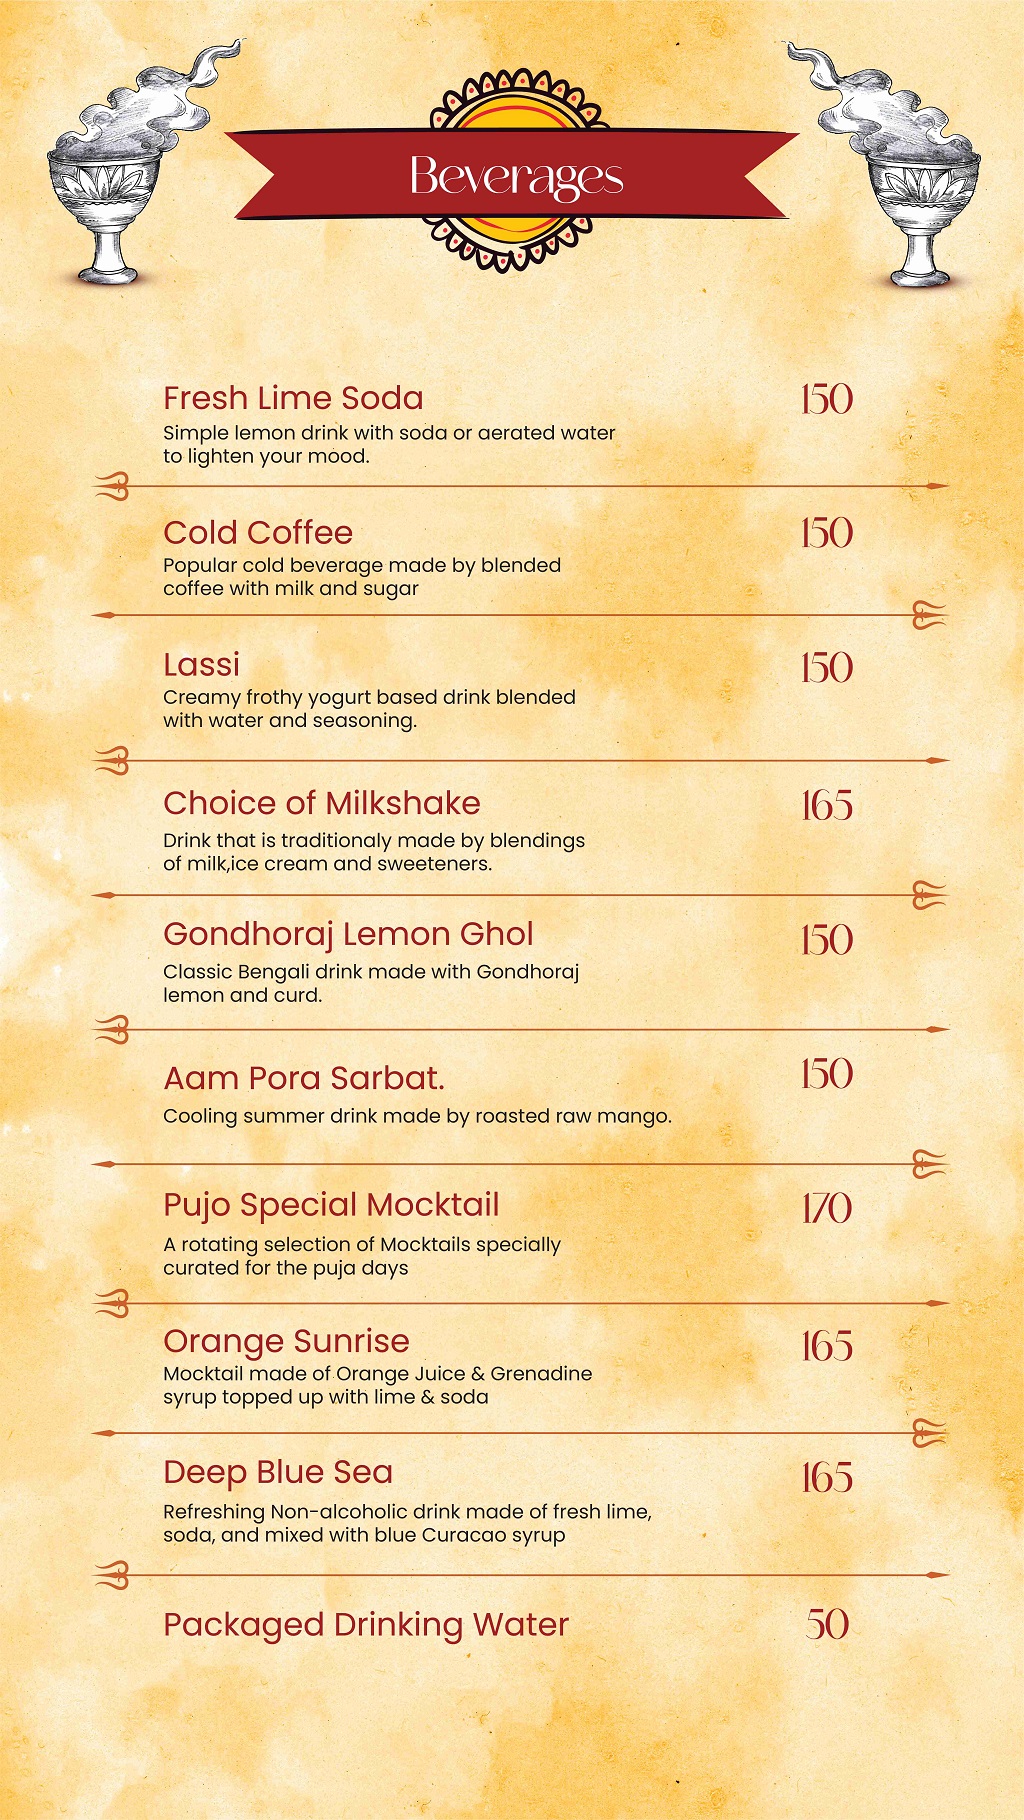 Beverages
Fresh Lime Soda 150
Simple lemon drink with soda or aerated water
to lighten your mood.
Cold Coffee 150
Popular cold beverage made by blended
coffee with milk and sugar
Lassi 150
Creamy frothy yogurt based drink blended
with water and seasoning.
Choice of Milkshake 165
Drink that is traditionaly made by blendings
of milk,ice cream and sweeteners.
Gondhoraj Lemon Ghol 150
Classic Bengali drink made with Gondhoraj
lemon and curd.
Aam Pora Sarbat. 150
Cooling summer drink made by roasted raw mango.
Pujo Special Mocktail 170
A rotating selection of Mocktails specially
curated for the puja days
Orange Sunrise 165
Mocktail made of Orange Juice & Grenadine
syrup topped up with lime & soda
Deep Blue Sea 165
Refreshing Non-alcoholic drink made of fresh lime,
soda, and mixed with blue Curacao syrup
Packaged Drinking Water 50